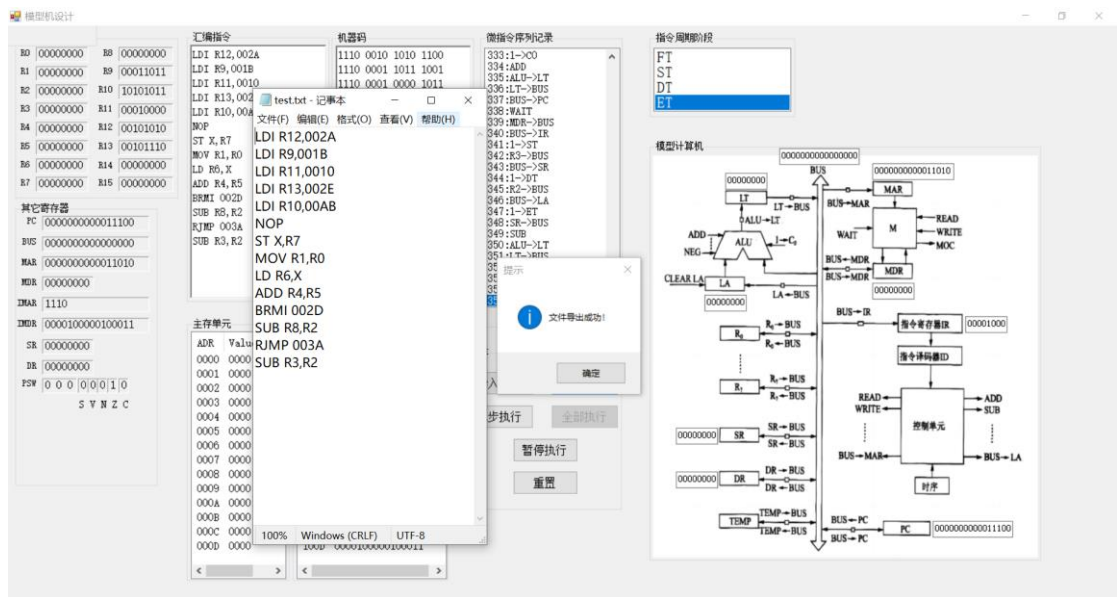 模型机设计
汇编指令
机器码
微指令序列记录
指令周期阶段
R0 00000000 R8 00000000
R1 00000000 R9 00011011
R2 00000000 R10 10101011
R3 00000000 R11 00010000
R4 00000000 R12 00101010
R5 00000000 R13 00101110
R6 00000000 R14 00000000
R7 00000000 R15 00000000
其它寄存器
PC 0000000000011100
BUS 0000000000000000
MAR 0000000000011010
MDR 00000000
IMAR 1110
IMDR 0000100000100011
SR 00000000
DR 00000000
PSW 0 0 0 0 0 1 0
S V N Z C
LDI R12,002A
LDI R9,001B
LDI R11,0010
LDI R13,002
LDI R10,00A
NOP
ST X,R7
MOV R1,R0
LD R6,X
ADD R4,R5
BRMI 002D
SUB R8,R2
RJMP 003A
SUB R3,R2
1110 0010 1010 1100
1110 0001 1011 1001
1110 0001 0000 1011
主存单元
ADR Valu
0000 0000
0001 0000
0002 0000
0003 0000
0004 0000
0005 0000
0006 0000
0007 0000
0008 0000
0009 0000
000A 0000
000B 0000
000C 0000
000D 0000
100D 0000100000100011
test.txt - 记事本
文件(F) 编辑(E) 格式(O) 查看(V) 帮助(H)
LDI R12,002A
LDI R9,001B
LDI R11,0010
LDI R13,002E
LDI R10,00AB
NOP
ST X,R7
MOV R1,R0
LD R6,X
ADD R4,R5
BRMI 002D
SUB R8,R2
RJMP 003A
SUB R3,R2
100% Windows (CRLF) UTF-8
333:1->C0
334:ADD
335:ALU->LT
336:LT->BUS
337:BUS->PC
338:WAIT
339:MDR->BUS
340:BUS->IR
341:1->ST
342:R3->BUS
343:BUS->SR
344:1->DT
345:R2->BUS
346:BUS->LA
347:1->ET
348:SR->BUS
349:SUB
350:ALU->LT
351:LT->BUS
提示
文件导出成功!
确定
步执行
全部执行
暂停执行
重置
FT
ST
DT
ET
模型计算机
0000000000000000
BUS
00000000
LT
LT→BUS
ALU→LT
ADD
NEG
ALU
1→C₀
CLEAR LA
LA
LA←BUS
00000000
BUS→MAR
0000000000011010
MAR
WAIT
M
READ
WRITE
MOC
BUS←MDR
BUS→MDR
MDR
00000000
BUS→IR
指令寄存器IR
00001000
指令译码器ID
R₀
R₀→BUS
R₀←BUS
R₇
R₇→BUS
R₇←BUS
00000000
SR
SR→BUS
SR←BUS
00000000
DR
DR→BUS
DR←BUS
TEMP
TEMP→BUS
TEMP←BUS
READ
WRITE
BUS→MAR
控制单元
ADD
SUB
BUS→LA
时序
BUS←PC
BUS→PC
PC
0000000000011100